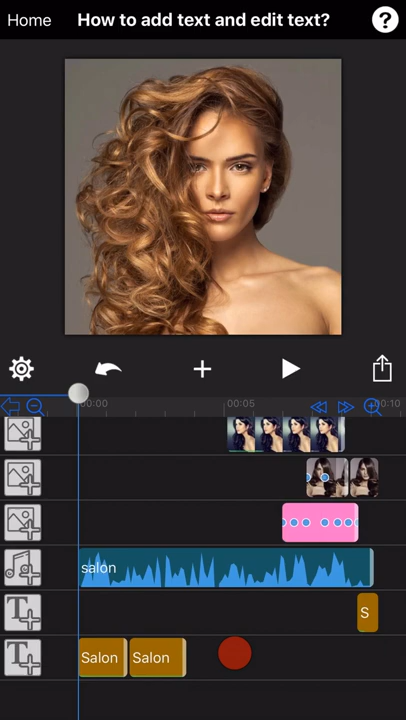 Home
How to add text and edit text?
?
00:00
00:05
00:10
salon
S
Salon
Salon